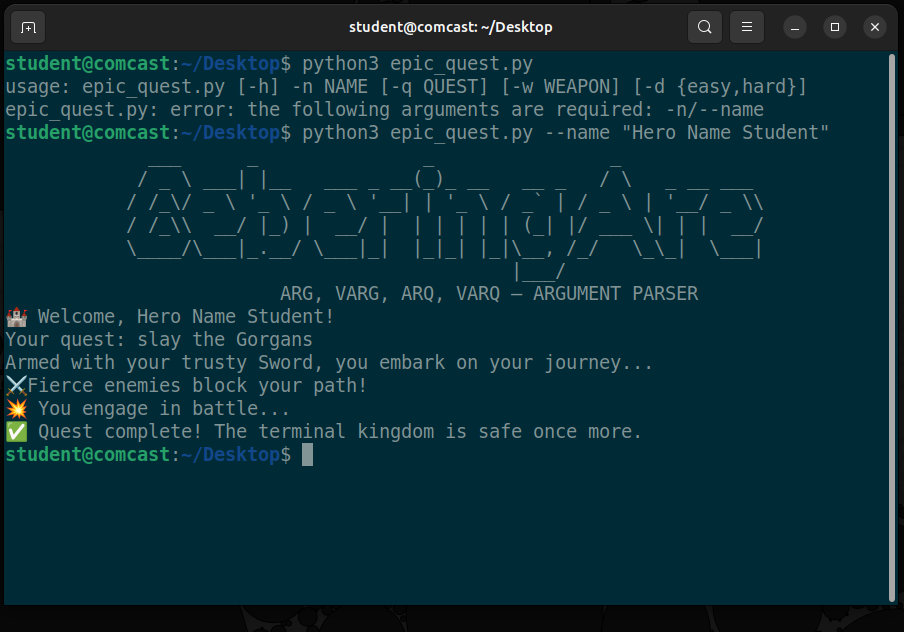 student@comcast: ~/Desktop
student@comcast:~/Desktop$ python3 epic_quest.py
usage: epic_quest.py [-h] -n NAME [-q QUEST] [-w WEAPON] [-d {easy,hard}]
epic_quest.py: error: the following arguments are required: -n/--name
student@comcast:~/Desktop$ python3 epic_quest.py --name "Hero Name Student"
ARG, VARG, ARQ, VARQ — ARGUMENT PARSER
🏰 Welcome, Hero Name Student!
Your quest: slay the Gorgans
Armed with your trusty Sword, you embark on your journey...
⚔️Fierce enemies block your path!
💥 You engage in battle...
✅ Quest complete! The terminal kingdom is safe once more.
student@comcast:~/Desktop$